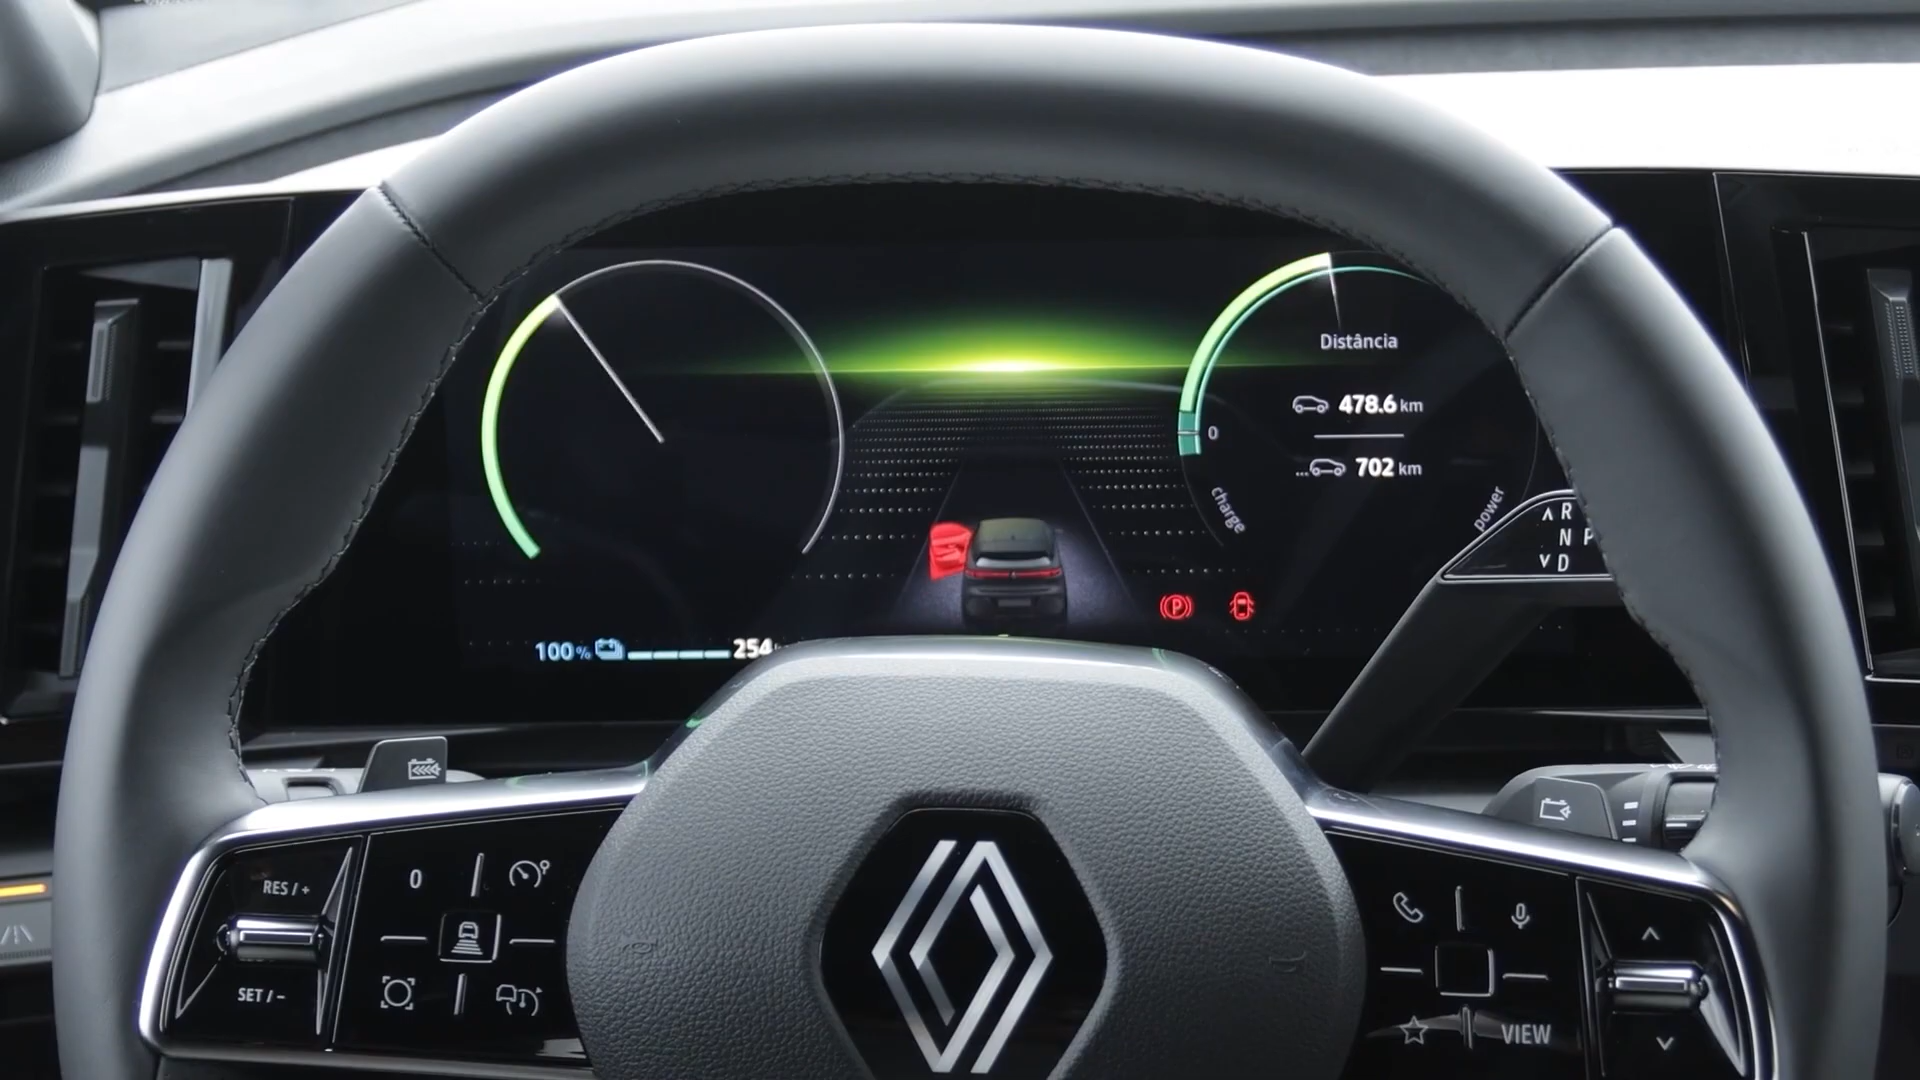 Distância
478.6 km
0
... 702 km
charge
power
R
N P
D
100%
254
RES / +
0
SET / -
VIEW